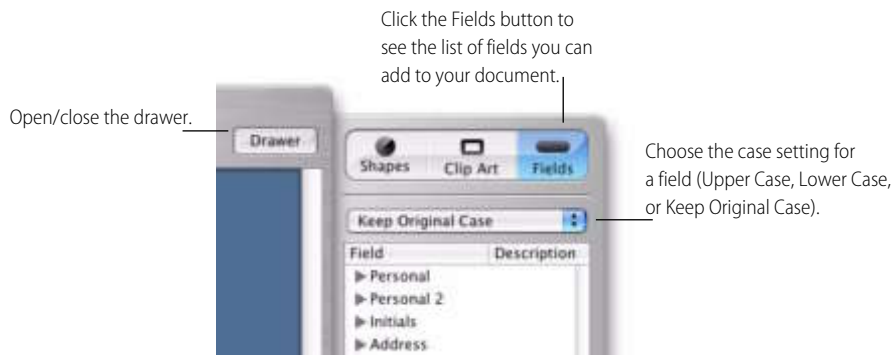 Click the Fields button to
see the list of fields you can
add to your document.
Open/close the drawer.
Drawer
Shapes
Clip Art
Fields
Choose the case setting for
a field (Upper Case, Lower Case,
or Keep Original Case).
Keep Original Case
Field
Description
Personal
Personal 2
Initials
Address